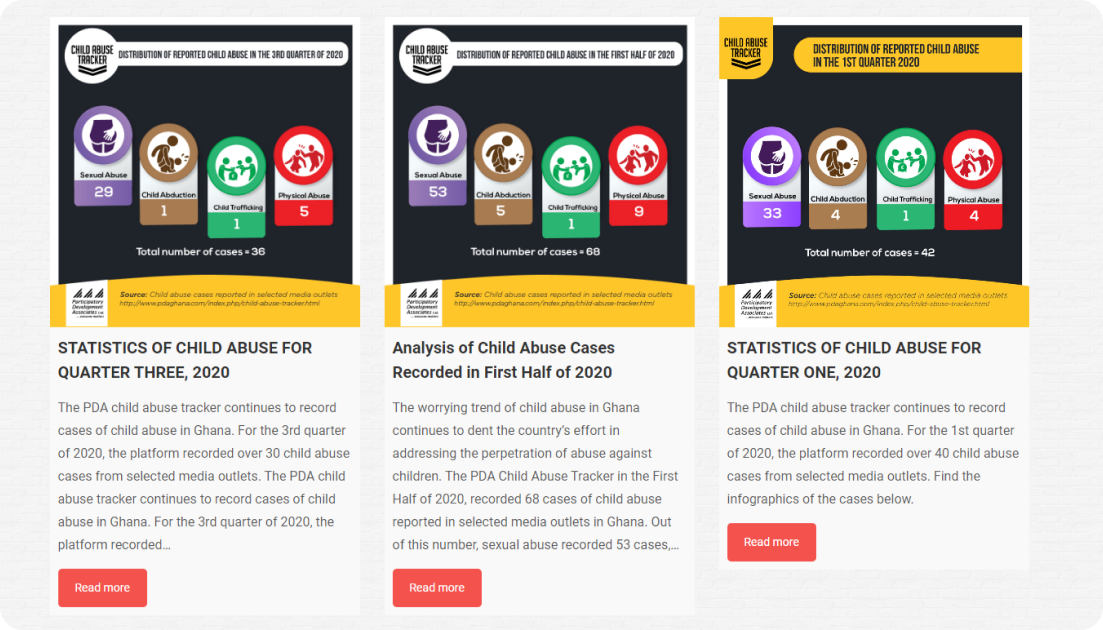 CHILD ABUSE
TRACKER
DISTRIBUTION OF REPORTED CHILD ABUSE IN THE 3RD QUARTER OF 2020
Sexual Abuse
29
Child Abduction
1
Child Trafficking
1
Physical Abuse
5
Total number of cases = 36
Participatory
Development
Associates Ltd
Source: Child abuse cases reported in selected media outlets
http://www.pdaghana.com/index.php/child-abuse-tracker.html
STATISTICS OF CHILD ABUSE FOR
QUARTER THREE, 2020
The PDA child abuse tracker continues to record
cases of child abuse in Ghana. For the 3rd quarter
of 2020, the platform recorded over 30 child abuse
cases from selected media outlets. The PDA child
abuse tracker continues to record cases of child
abuse in Ghana. For the 3rd quarter of 2020, the
platform recorded...
Read more
CHILD ABUSE
TRACKER
DISTRIBUTION OF REPORTED CHILD ABUSE IN THE FIRST HALF OF 2020
Sexual Abuse
53
Child Abduction
5
Child Trafficking
1
Physical Abuse
9
Total number of cases = 68
Participatory
Development
Associates Ltd
Source: Child abuse cases reported in selected media outlets
http://www.pdaghana.com/index.php/child-abuse-tracker.html
Analysis of Child Abuse Cases
Recorded in First Half of 2020
The worrying trend of child abuse in Ghana
continues to dent the country’s effort in
addressing the perpetration of abuse against
children. The PDA Child Abuse Tracker in the First
Half of 2020, recorded 68 cases of child abuse
reported in selected media outlets in Ghana. Out
of this number, sexual abuse recorded 53 cases,...
Read more
CHILD ABUSE
TRACKER
DISTRIBUTION OF REPORTED CHILD ABUSE
IN THE 1ST QUARTER 2020
Sexual Abuse
33
Child Abduction
4
Child Trafficking
1
Physical Abuse
4
Total number of cases = 42
Participatory
Development
Associates Ltd
Source: Child abuse cases reported in selected media outlets
http://www.pdaghana.com/index.php/child-abuse-tracker.html
STATISTICS OF CHILD ABUSE FOR
QUARTER ONE, 2020
The PDA child abuse tracker continues to record
cases of child abuse in Ghana. For the 1st quarter
of 2020, the platform recorded over 40 child abuse
cases from selected media outlets. Find the
infographics of the cases below.
Read more